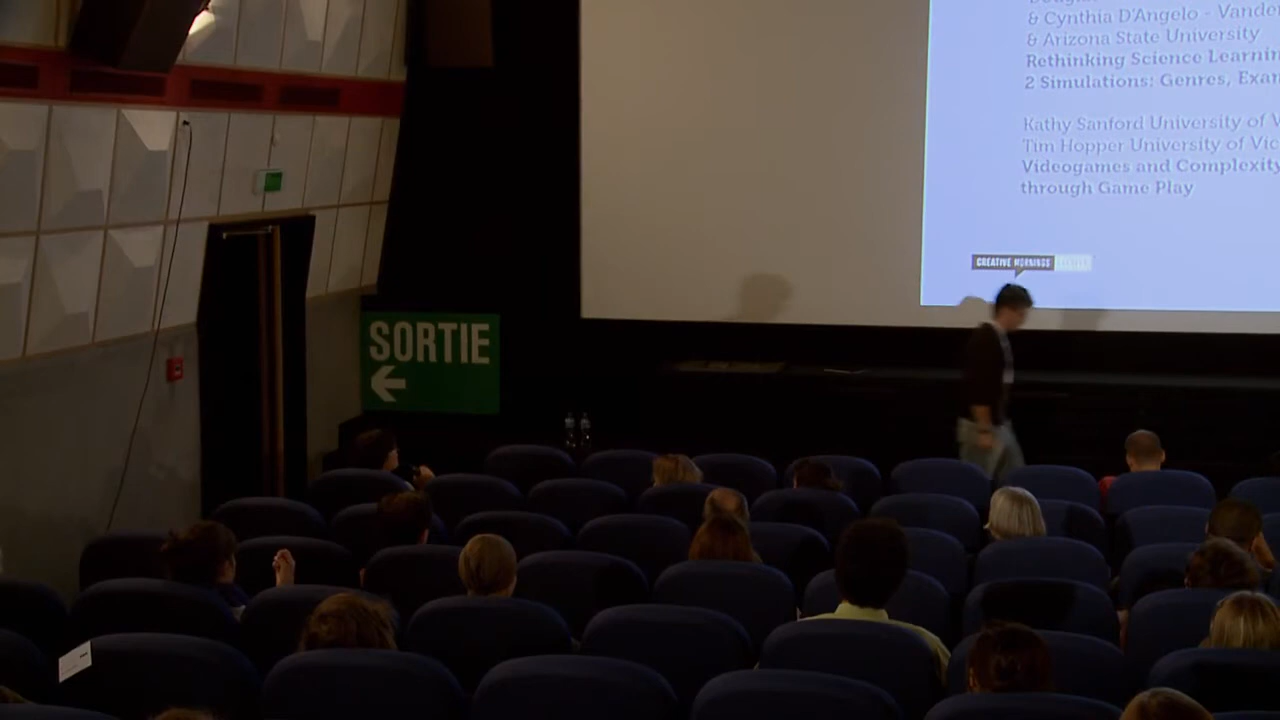 & Cynthia D'Angelo - Vande
& Arizona State University
Rethinking Science Learnin
2 Simulations: Genres, Exa
Kathy Sanford University of V
Tim Hopper University of Vic
Videogames and Complexity
through Game Play
CREATIVE MORNINGS
SORTIE